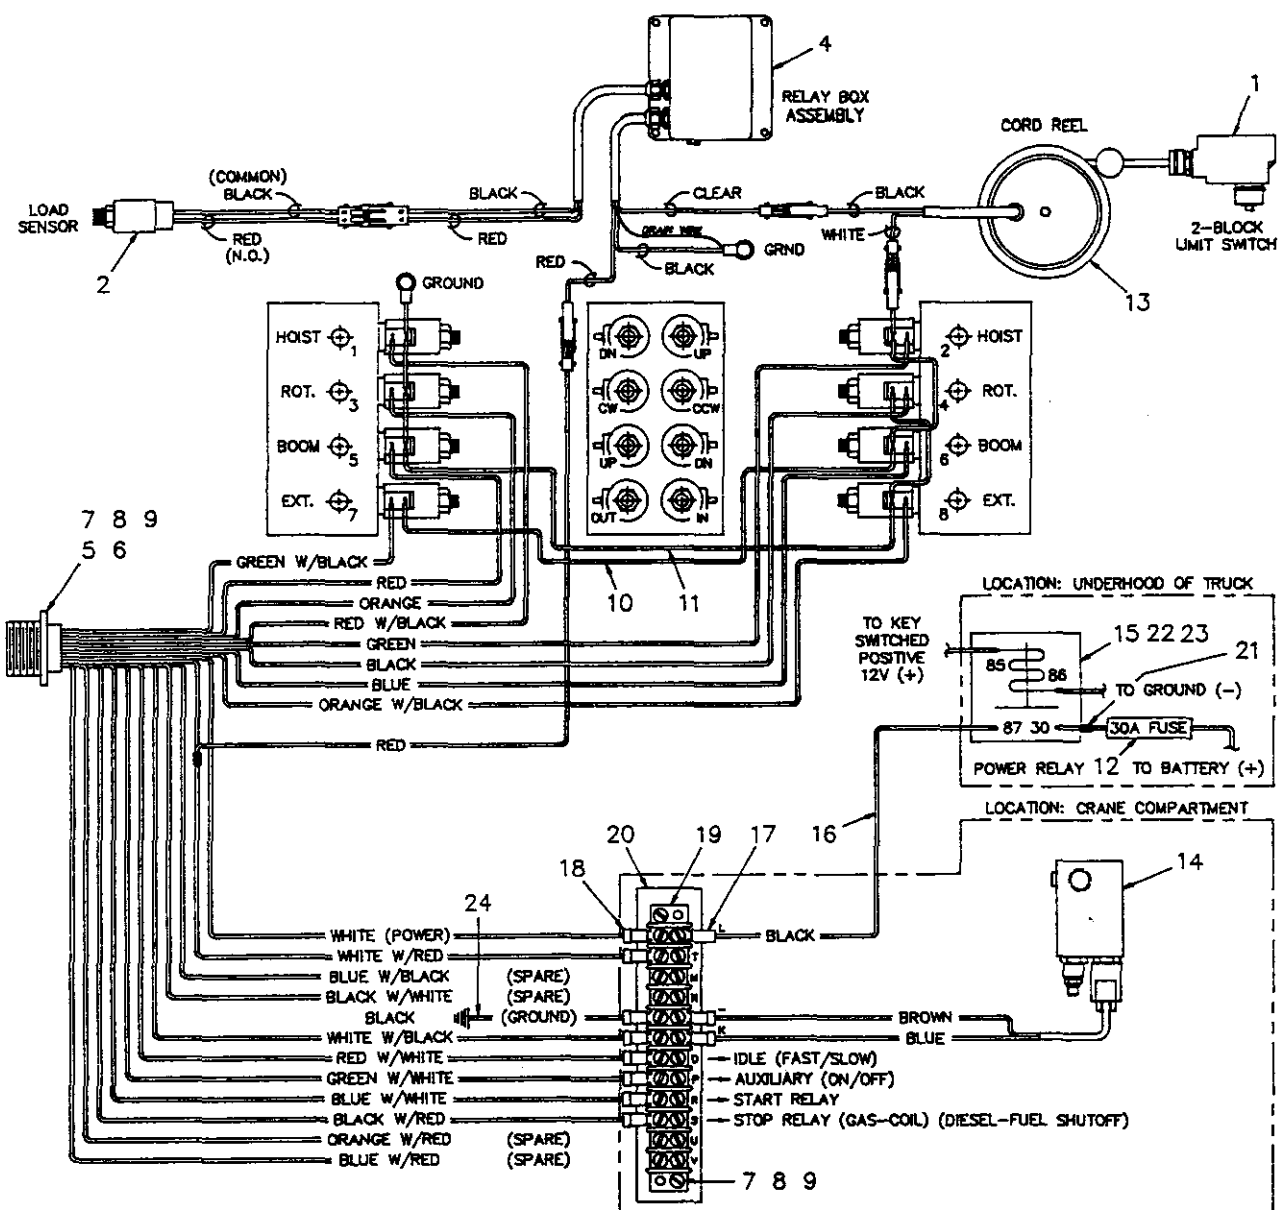 4
RELAY BOX
ASSEMBLY
1
CORD REEL
(COMMON)
BLACK
BLACK
CLEAR
BLACK
LOAD
SENSOR
RED
(N.O.)
RED
DRAIN WIRE
WHITE
2-BLOCK
LIMIT SWITCH
2
RED
BLACK
GRND
13
GROUND
HOIST 1
DN UP
2 HOIST
ROT. 3
CW CCW
4 ROT.
BOOM 5
UP DN
6 BOOM
EXT. 7
OUT IN
8 EXT.
7 8 9
5 6
GREEN W/BLACK
RED
ORANGE
RED W/BLACK
GREEN
BLACK
BLUE
ORANGE W/BLACK
RED
10
11
LOCATION: UNDERHOOD OF TRUCK
TO KEY
SWITCHED
POSITIVE
12V (+)
85
86
15 22 23
21
TO GROUND (-)
87 30
30A FUSE
POWER RELAY 12 TO BATTERY (+)
LOCATION: CRANE COMPARTMENT
16
20
19
17
18
14
24
WHITE (POWER)
L
BLACK
WHITE W/RED
T
BLUE W/BLACK (SPARE)
M
BLACK W/WHITE (SPARE)
N
BLACK (GROUND)
-
BROWN
WHITE W/BLACK
K
BLUE
RED W/WHITE
O
IDLE (FAST/SLOW)
GREEN W/WHITE
P
AUXILIARY (ON/OFF)
BLUE W/WHITE
R
START RELAY
BLACK W/RED
S
STOP RELAY (GAS-COIL) (DIESEL-FUEL SHUTOFF)
ORANGE W/RED (SPARE)
U
BLUE W/RED (SPARE)
V
7 8 9